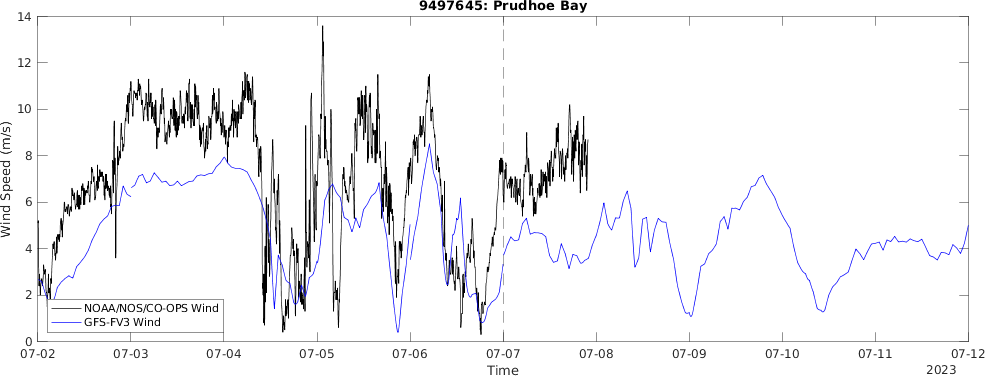 9497645: Prudhoe Bay
Wind Speed (m/s)
14
12
10
8
6
4
2
0
NOAA/NOS/CO-OPS Wind
GFS-FV3 Wind
07-02 07-03 07-04 07-05 07-06 07-07 07-08 07-09 07-10 07-11 07-12
Time
2023